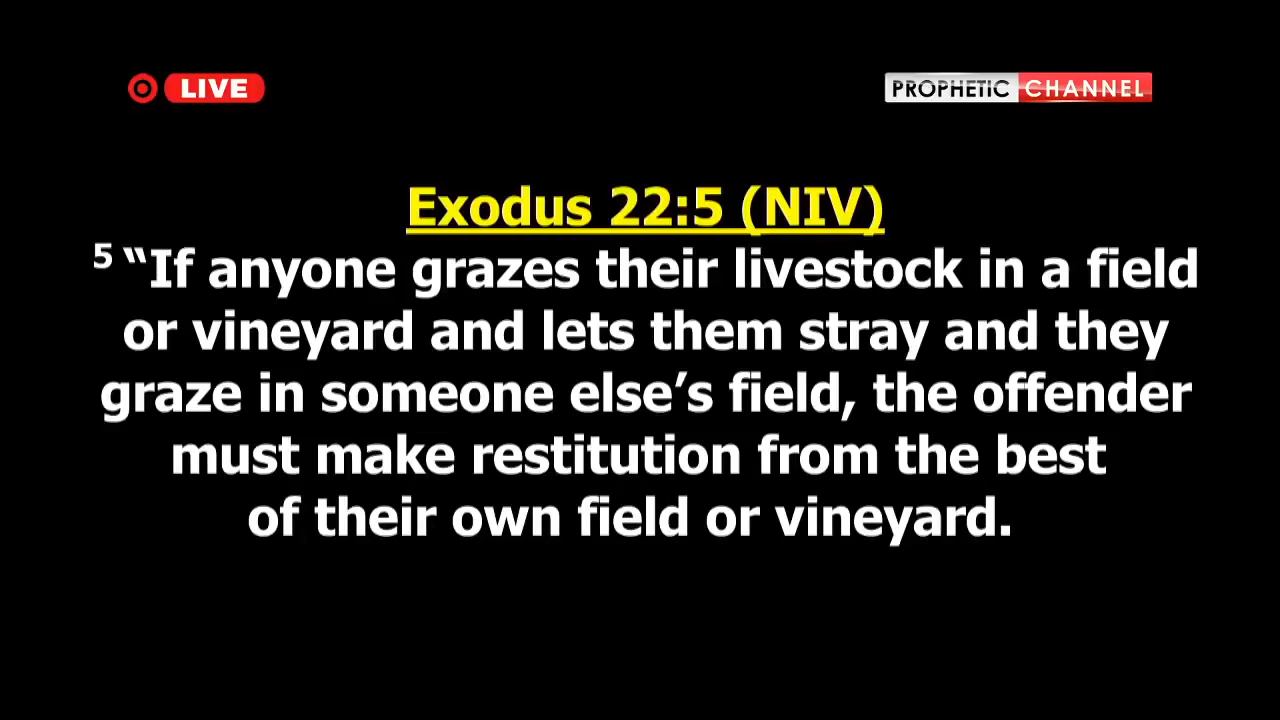 LIVE
PROPHETIC CHANNEL
Exodus 22:5 (NIV)
5 “If anyone grazes their livestock in a field
or vineyard and lets them stray and they
graze in someone else’s field, the offender
must make restitution from the best
of their own field or vineyard.